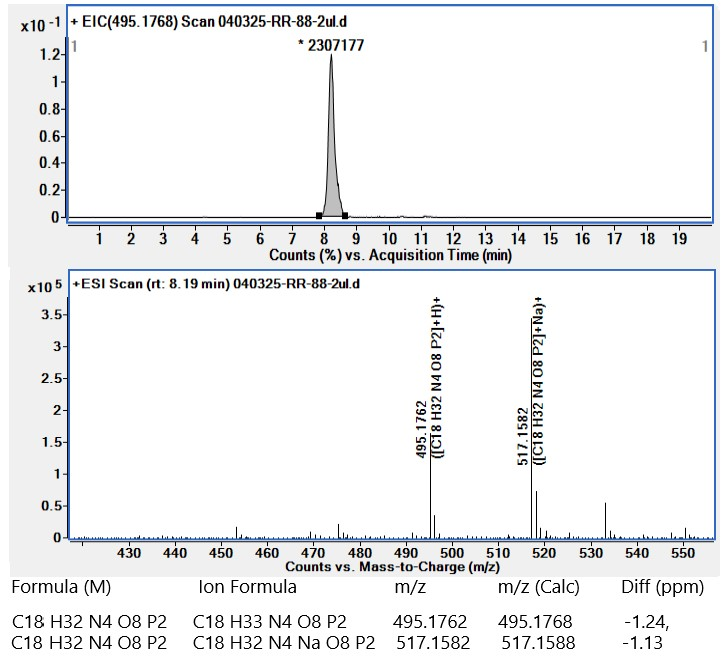 + EIC(495.1768) Scan 040325-RR-88-2ul.d
x10 -1
1
1
* 2307177
1.2
1
0.8
0.6
0.4
0.2
0
1 2 3 4 5 6 7 8 9 10 11 12 13 14 15 16 17 18 19
Counts (%) vs. Acquisition Time (min)
+ESI Scan (rt: 8.19 min) 040325-RR-88-2ul.d
x10 5
3.5
3
2.5
2
1.5
1
0.5
0
495.1762
([C18 H32 N4 O8 P2]+H)+
517.1582
([C18 H32 N4 O8 P2]+Na)+
430 440 450 460 470 480 490 500 510 520 530 540 550
Counts vs. Mass-to-Charge (m/z)
Formula (M) Ion Formula m/z m/z (Calc) Diff (ppm)
C18 H32 N4 O8 P2 C18 H33 N4 O8 P2 495.1762 495.1768 -1.24,
C18 H32 N4 O8 P2 C18 H32 N4 Na O8 P2 517.1582 517.1588 -1.13